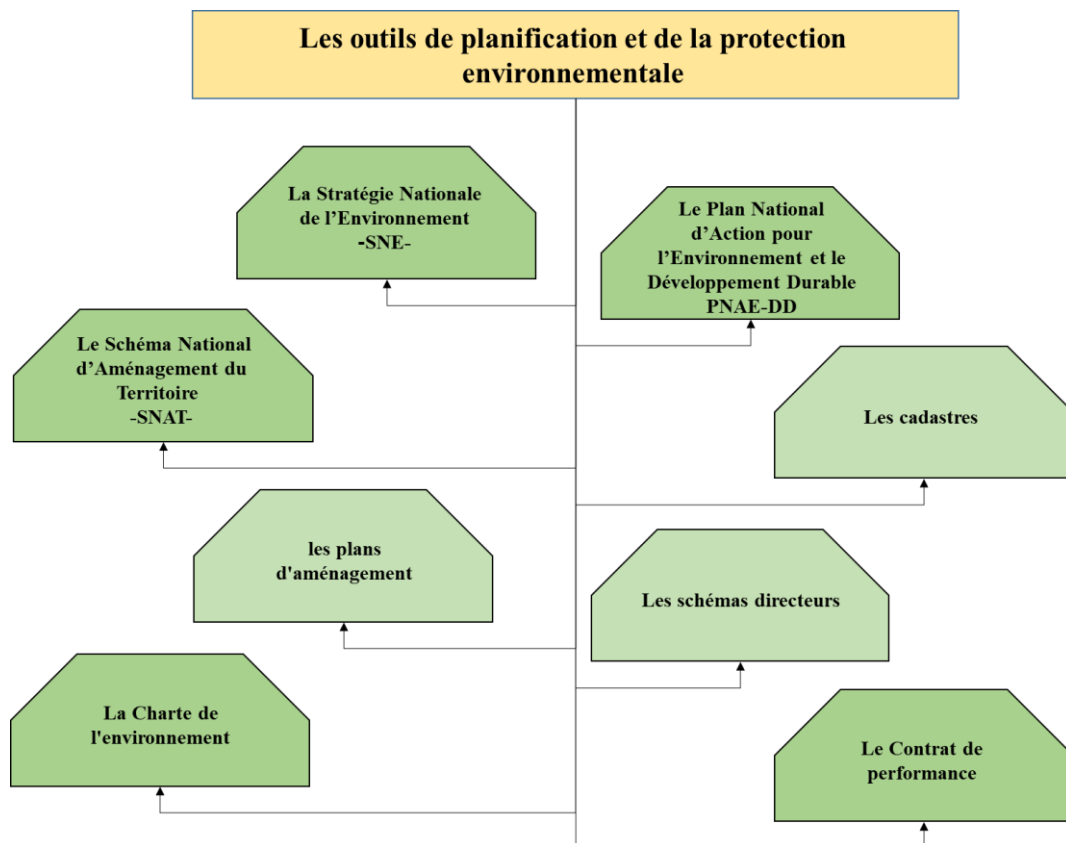 Les outils de planification et de la protection
environnementale
La Stratégie Nationale
de l’Environnement
-SNE-
Le Plan National
d’Action pour
l’Environnement et le
Développement Durable
PNAE-DD
Le Schéma National
d’Aménagement du
Territoire
-SNAT-
Les cadastres
les plans
d'aménagement
Les schémas directeurs
La Charte de
l'environnement
Le Contrat de
performance